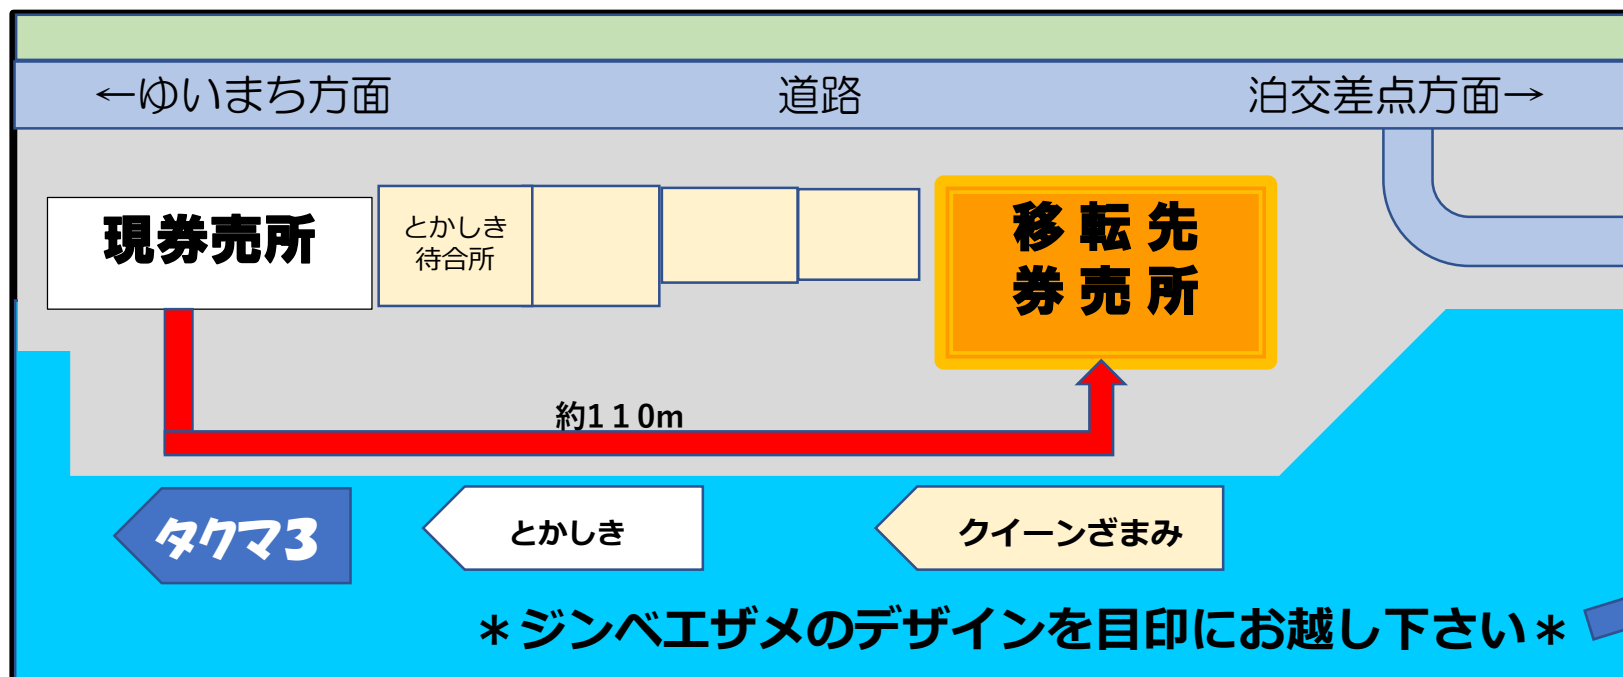 ←ゆいまち方面
道路
泊交差点方面→
現券売所
とかしき
待合所
移転先
券売所
約110m
タクマ3
とかしき
クイーンざまみ
＊ジンベエザメのデザインを目印にお越し下さい＊